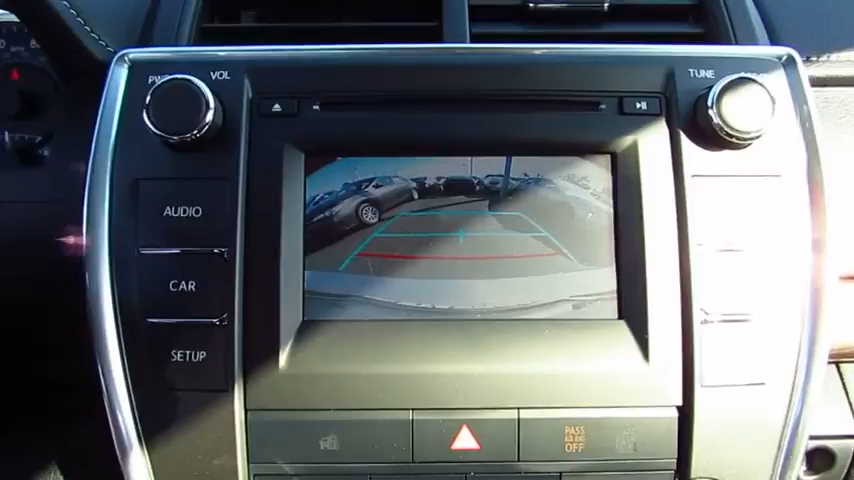 PWR
VOL
TUNE
AUDIO
CAR
SETUP
PASS
AIR BAG
OFF